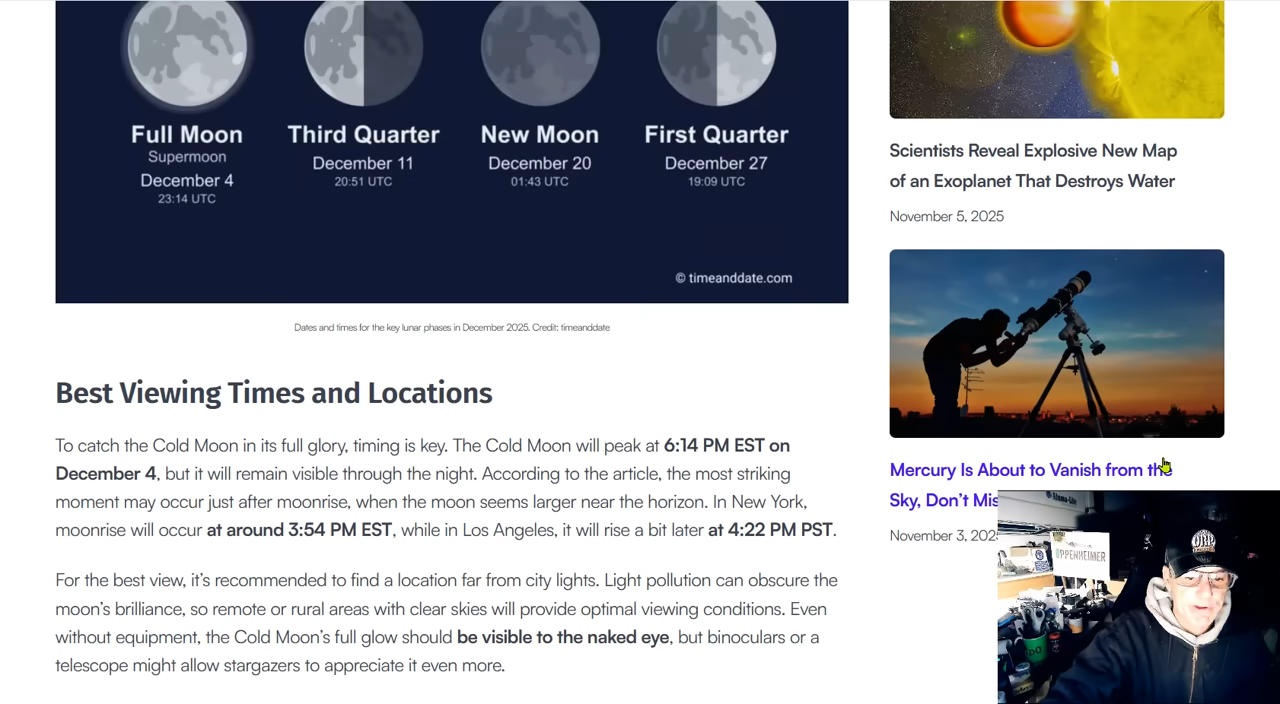 Full Moon
Supermoon
December 4
23:14 UTC
Third Quarter
December 11
20:51 UTC
New Moon
December 20
01:43 UTC
First Quarter
December 27
19:09 UTC
© timeanddate.com
Dates and times for the key lunar phases in December 2025. Credit: timeanddate
Best Viewing Times and Locations
To catch the Cold Moon in its full glory, timing is key. The Cold Moon will peak at 6:14 PM EST on
December 4, but it will remain visible through the night. According to the article, the most striking
moment may occur just after moonrise, when the moon seems larger near the horizon. In New York,
moonrise will occur at around 3:54 PM EST, while in Los Angeles, it will rise a bit later at 4:22 PM PST.
For the best view, it’s recommended to find a location far from city lights. Light pollution can obscure the
moon’s brilliance, so remote or rural areas with clear skies will provide optimal viewing conditions. Even
without equipment, the Cold Moon’s full glow should be visible to the naked eye, but binoculars or a
telescope might allow stargazers to appreciate it even more.
Scientists Reveal Explosive New Map
of an Exoplanet That Destroys Water
November 5, 2025
Mercury Is About to Vanish from the
Sky, Don’t Mis
November 3, 202
OPPENHEIMER